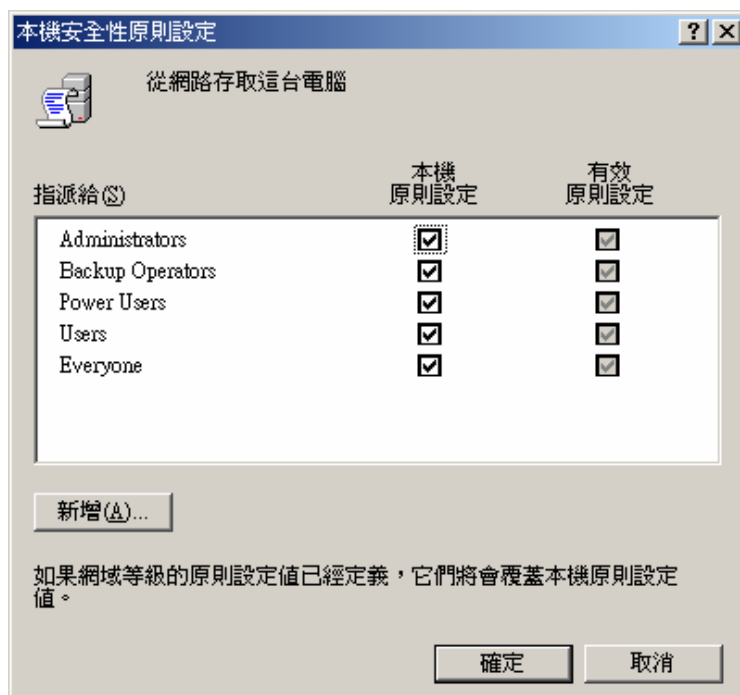 本機安全性原則設定
從網路存取這台電腦
指派給(S)
本機
原則設定
有效
原則設定
Administrators
Backup Operators
Power Users
Users
Everyone
新增(A)...
如果網域等級的原則設定值已經定義，它們將會覆蓋本機原則設定
值。
確定
取消